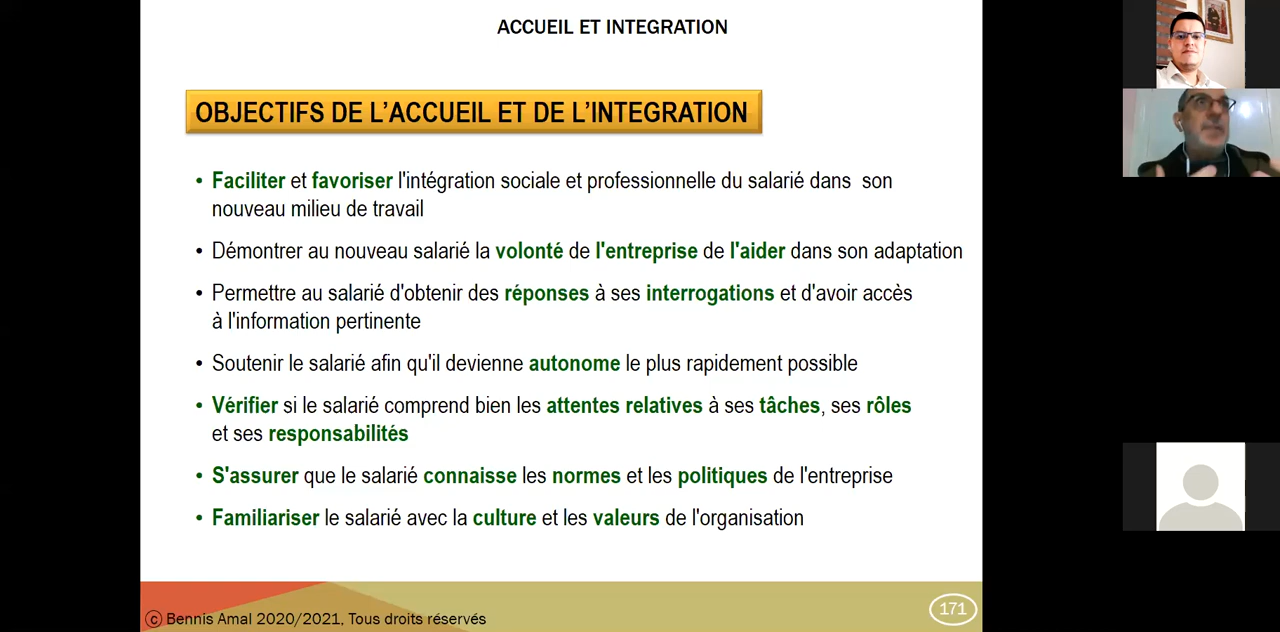 ACCUEIL ET INTEGRATION
OBJECTIFS DE L'ACCUEIL ET DE L'INTEGRATION
• Faciliter et favoriser l'intégration sociale et professionnelle du salarié dans son
nouveau milieu de travail
• Démontrer au nouveau salarié la volonté de l'entreprise de l'aider dans son adaptation
• Permettre au salarié d'obtenir des réponses à ses interrogations et d'avoir accès
à l'information pertinente
• Soutenir le salarié afin qu'il devienne autonome le plus rapidement possible
• Vérifier si le salarié comprend bien les attentes relatives à ses tâches, ses rôles
et ses responsabilités
• S'assurer que le salarié connaisse les normes et les politiques de l'entreprise
• Familiariser le salarié avec la culture et les valeurs de l'organisation
© Bennis Amal 2020/2021, Tous droits réservés
171